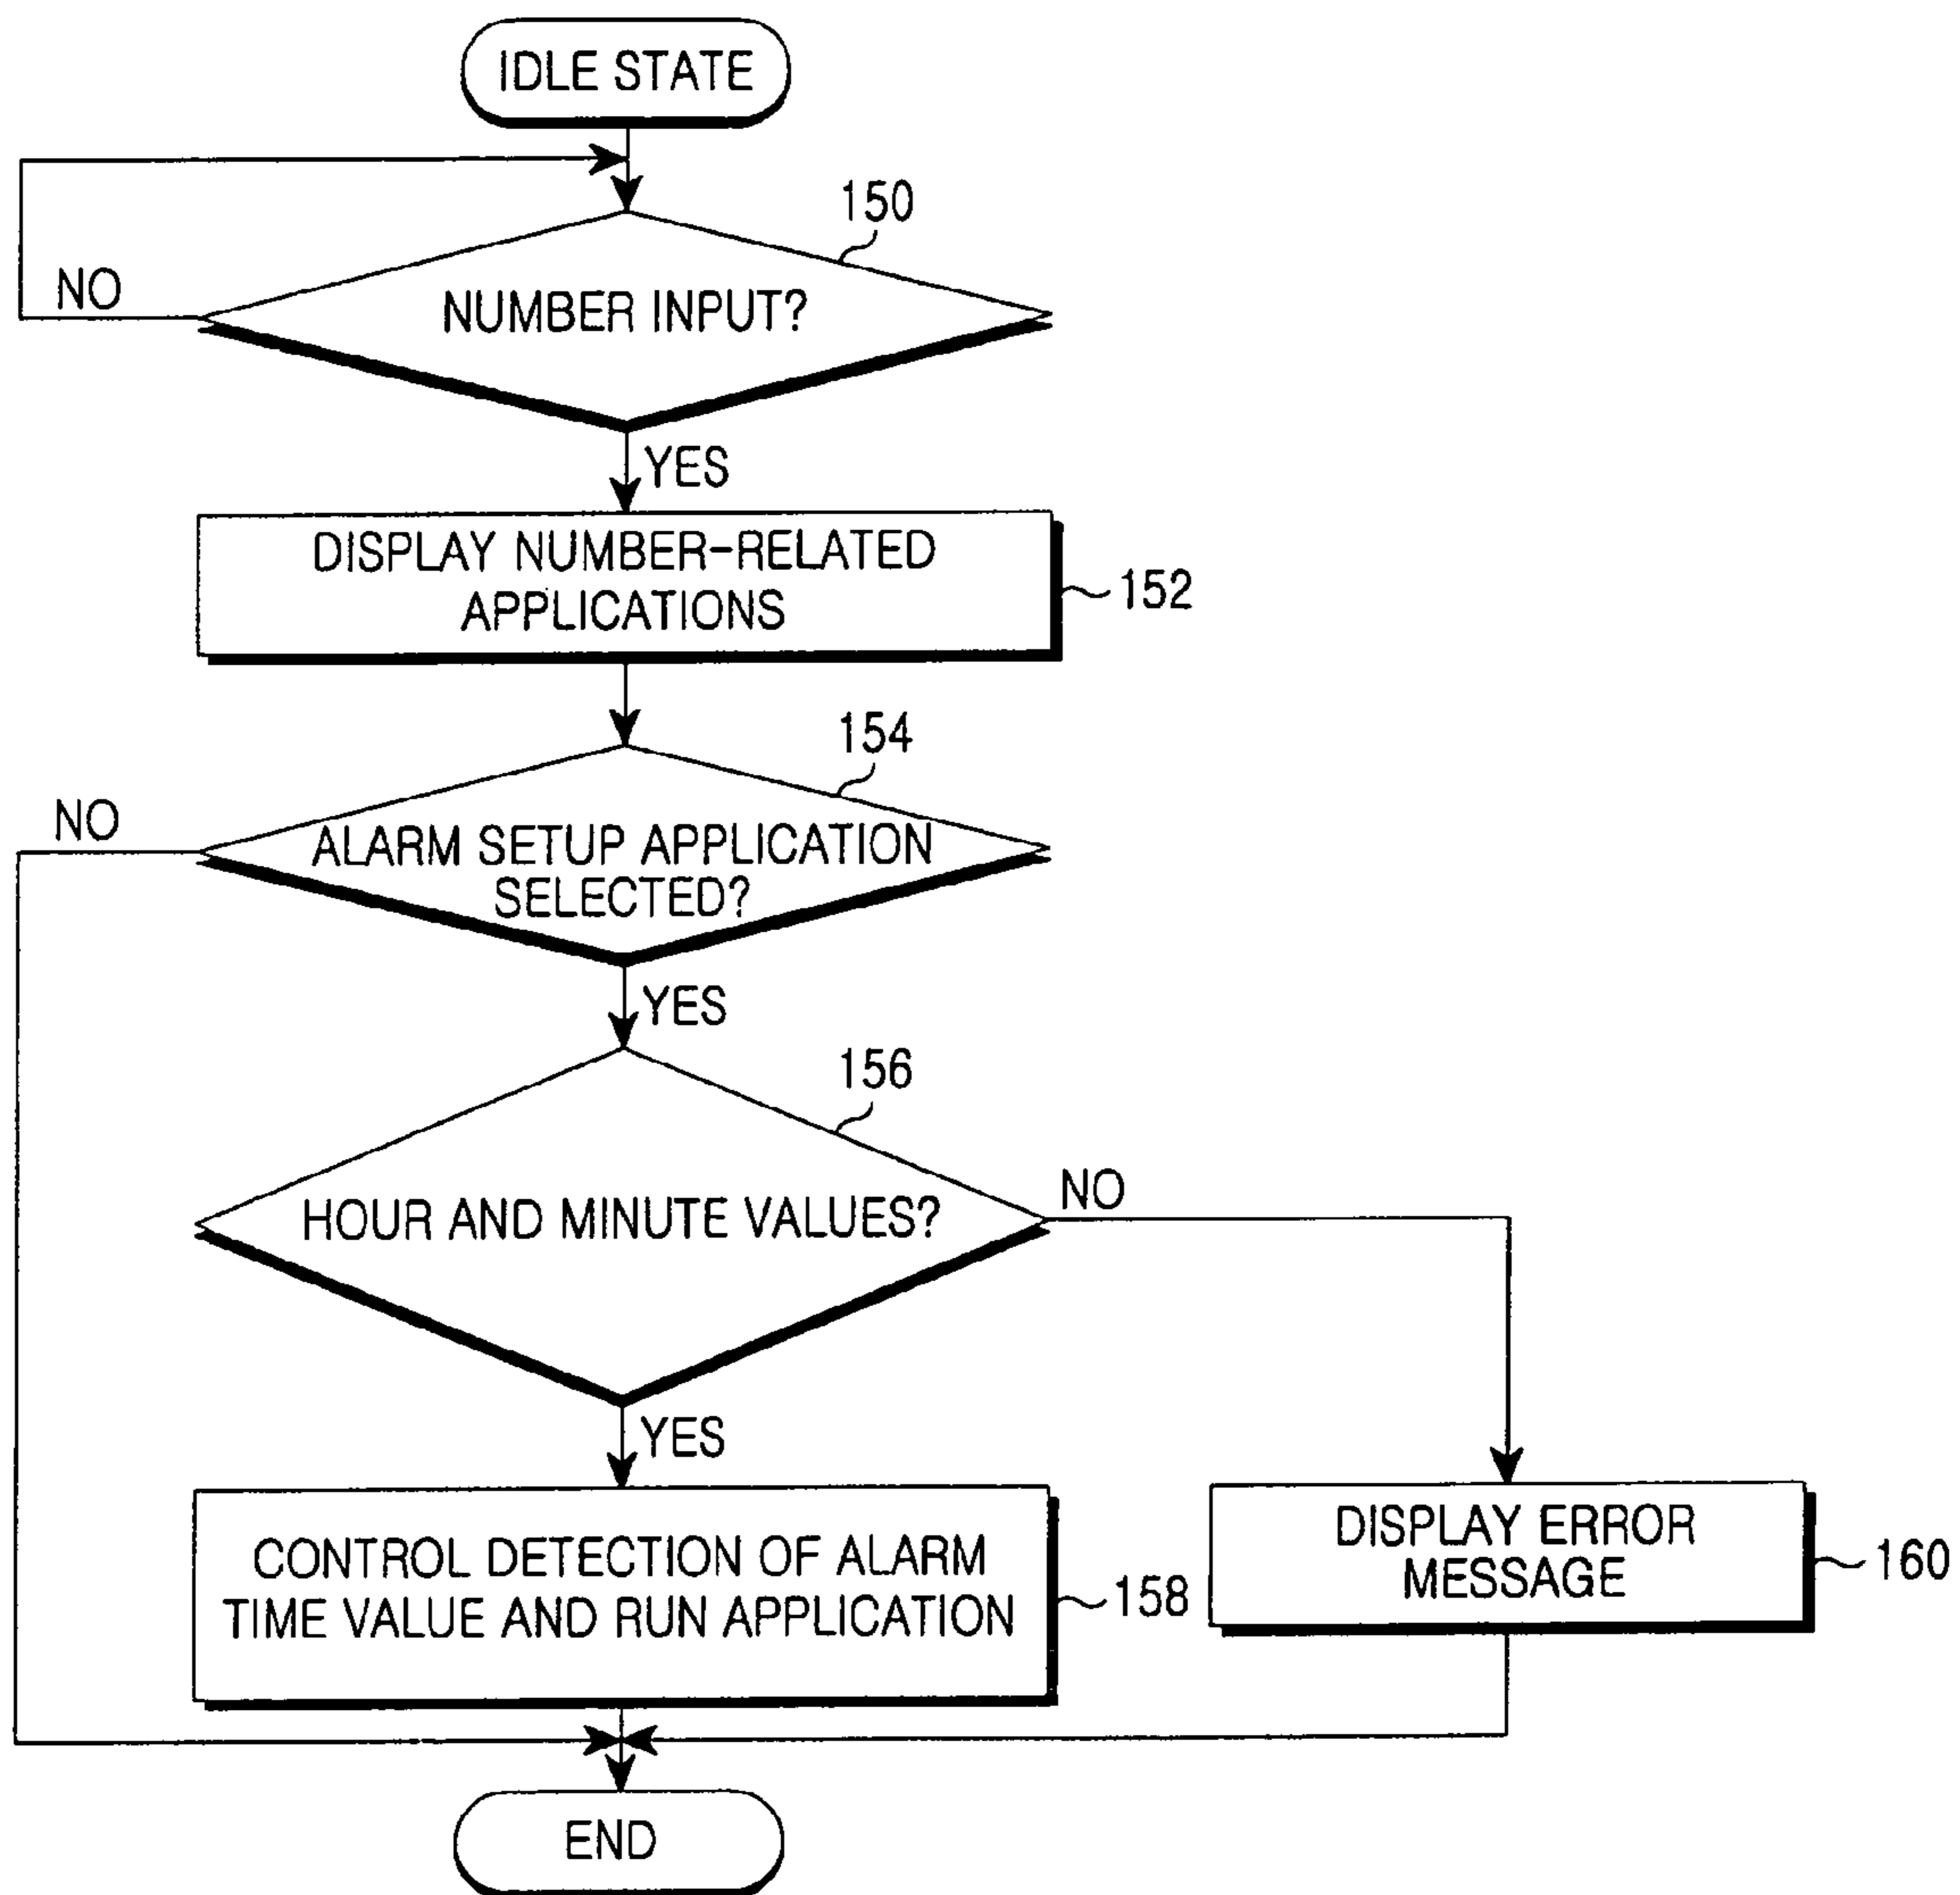 IDLE STATE
150
NO
NUMBER INPUT?
YES
DISPLAY NUMBER-RELATED
APPLICATIONS
152
154
NO
ALARM SETUP APPLICATION
SELECTED?
YES
156
NO
HOUR AND MINUTE VALUES?
YES
CONTROL DETECTION OF ALARM
TIME VALUE AND RUN APPLICATION
158
DISPLAY ERROR
MESSAGE
160
END